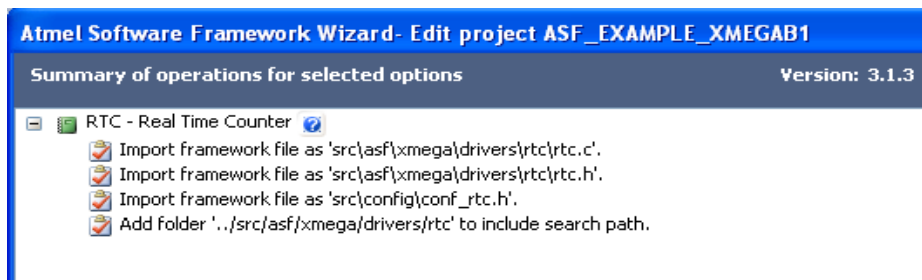 Atmel Software Framework Wizard- Edit project ASF_EXAMPLE_XMEGAB1
Summary of operations for selected options Version: 3.1.3
RTC - Real Time Counter
Import framework file as 'src\asf\xmega\drivers\rtc\rtc.c'.
Import framework file as 'src\asf\xmega\drivers\rtc\rtc.h'.
Import framework file as 'src\config\conf_rtc.h'.
Add folder '../src/asf/xmega/drivers/rtc' to include search path.